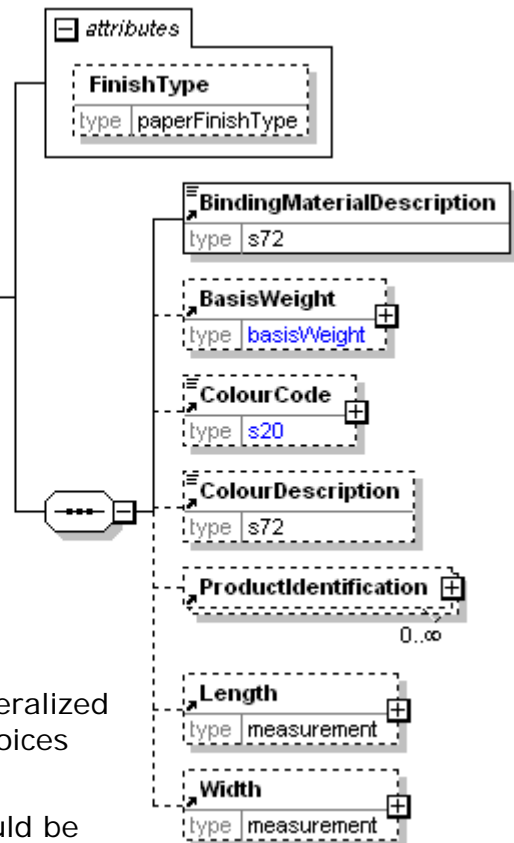 attributes
FinishType
type paperFinishType
BindingMaterialDescription
type s72
BasisWeight
type basisWeight
ColourCode
type s20
ColourDescription
type s72
ProductIdentification
0..∞
eralized
oices
uld be
Length
type measurement
Width
type measurement